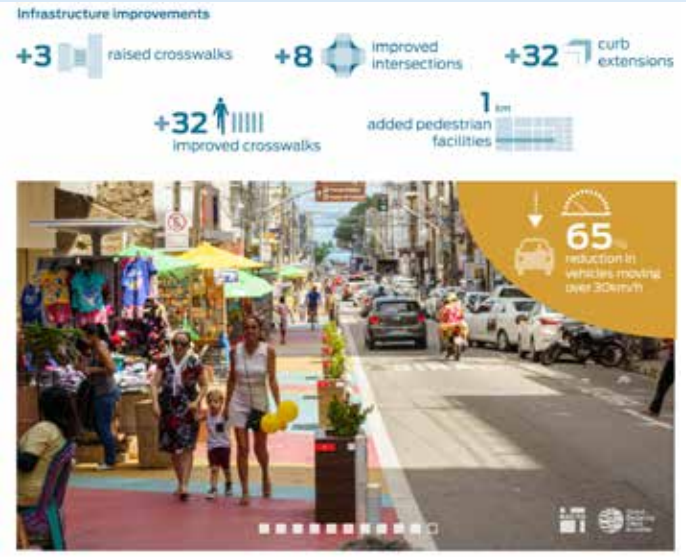 Infrastructure improvements
+3 raised crosswalks
+8 improved
intersections
+32 curb
extensions
+32
improved crosswalks
1 km
added pedestrian
facilities
65%
reduction in
vehicles moving
over 30km/h